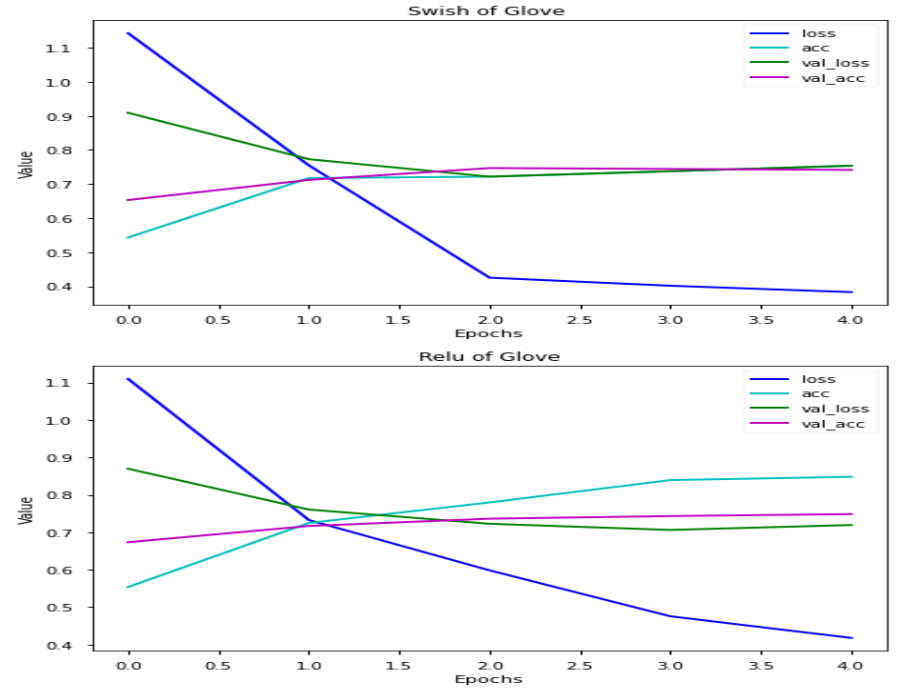 Swish of Glove
loss
acc
val_loss
val_acc
1.1
1.0
0.9
0.8
0.7
0.6
0.5
0.4
Value
0.0 0.5 1.0 1.5 2.0 2.5 3.0 3.5 4.0
Epochs
Relu of Glove
loss
acc
val_loss
val_acc
1.1
1.0
0.9
0.8
0.7
0.6
0.5
0.4
Value
0.0 0.5 1.0 1.5 2.0 2.5 3.0 3.5 4.0
Epochs